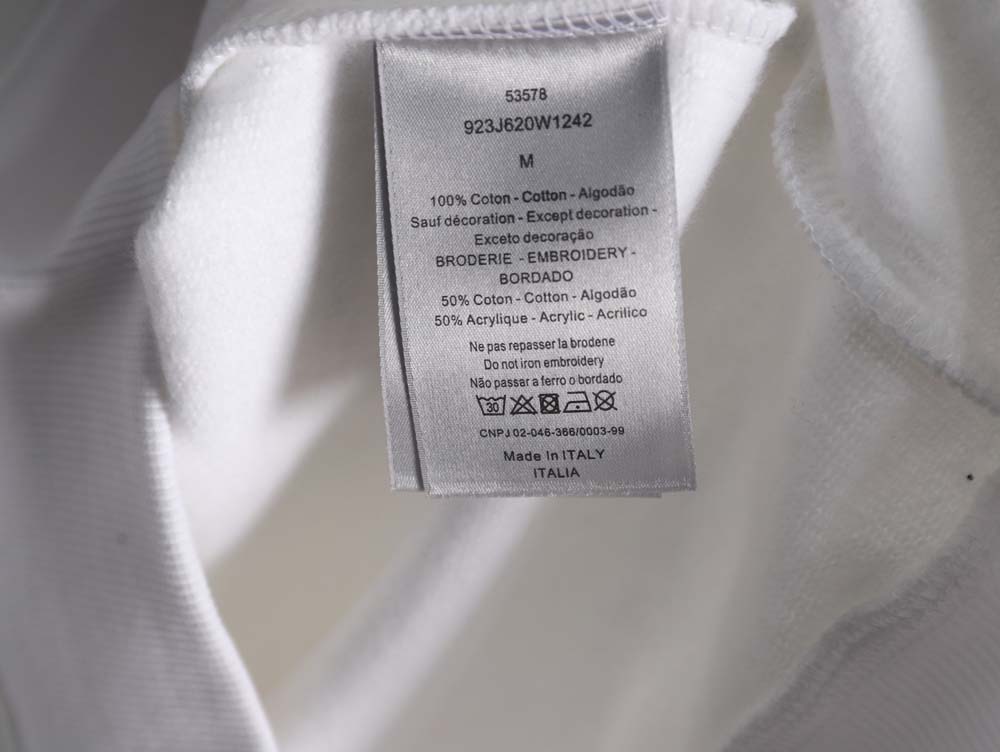 53578
923J620W1242
M
100% Coton - Cotton - Algodão
Sauf décoration - Except decoration -
Exceto decoração
BRODERIE - EMBROIDERY -
BORDADO
50% Coton - Cotton - Algodão
50% Acrylique - Acrylic - Acrilico
Ne pas repasser la brodene
Do not iron embroidery
Não passar a ferro o bordado
30
CNPJ 02-046-366/0003-99
Made In ITALY
ITALIA